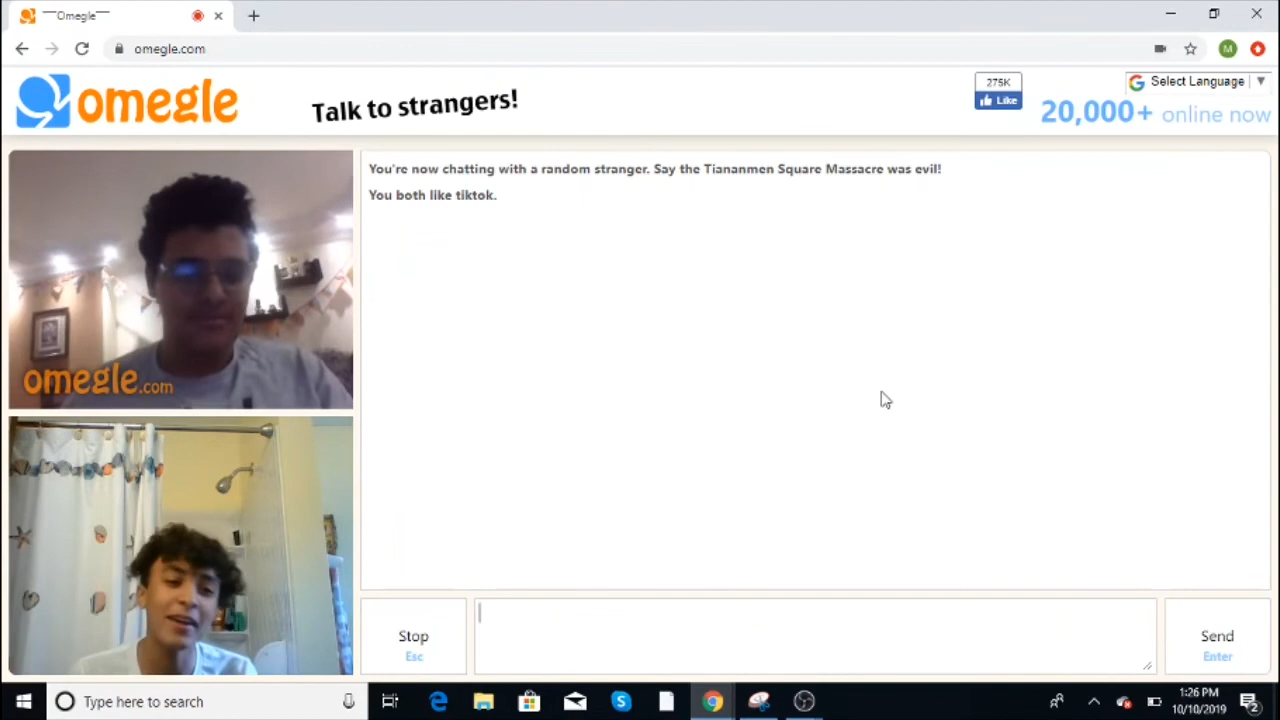 Omegle
omegle.com
omegle
Talk to strangers!
275K
Like
Select Language
20,000+ online now
You're now chatting with a random stranger. Say the Tiananmen Square Massacre was evil!
You both like tiktok.
omegle.com
Stop
Esc
Send
Enter
Type here to search
1:26 PM
10/10/2019